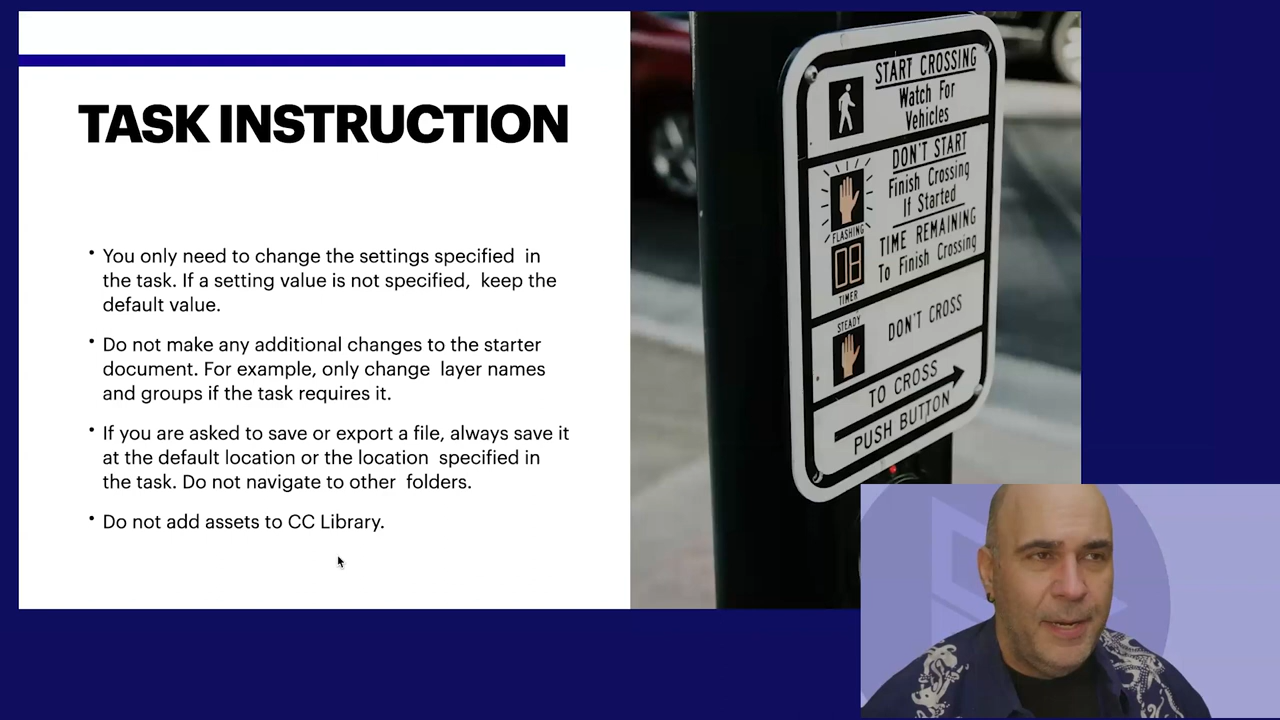 TASK INSTRUCTION
• You only need to change the settings specified in
the task. If a setting value is not specified, keep the
default value.
• Do not make any additional changes to the starter
document. For example, only change layer names
and groups if the task requires it.
• If you are asked to save or export a file, always save it
at the default location or the location specified in
the task. Do not navigate to other folders.
• Do not add assets to CC Library.
START CROSSING
Watch For
Vehicles
DON'T START
Finish Crossing
If Started
FLASHING
TIME REMAINING
To Finish Crossing
08
TIMER
STEADY
DON'T CROSS
TO CROSS
PUSH BUTTON